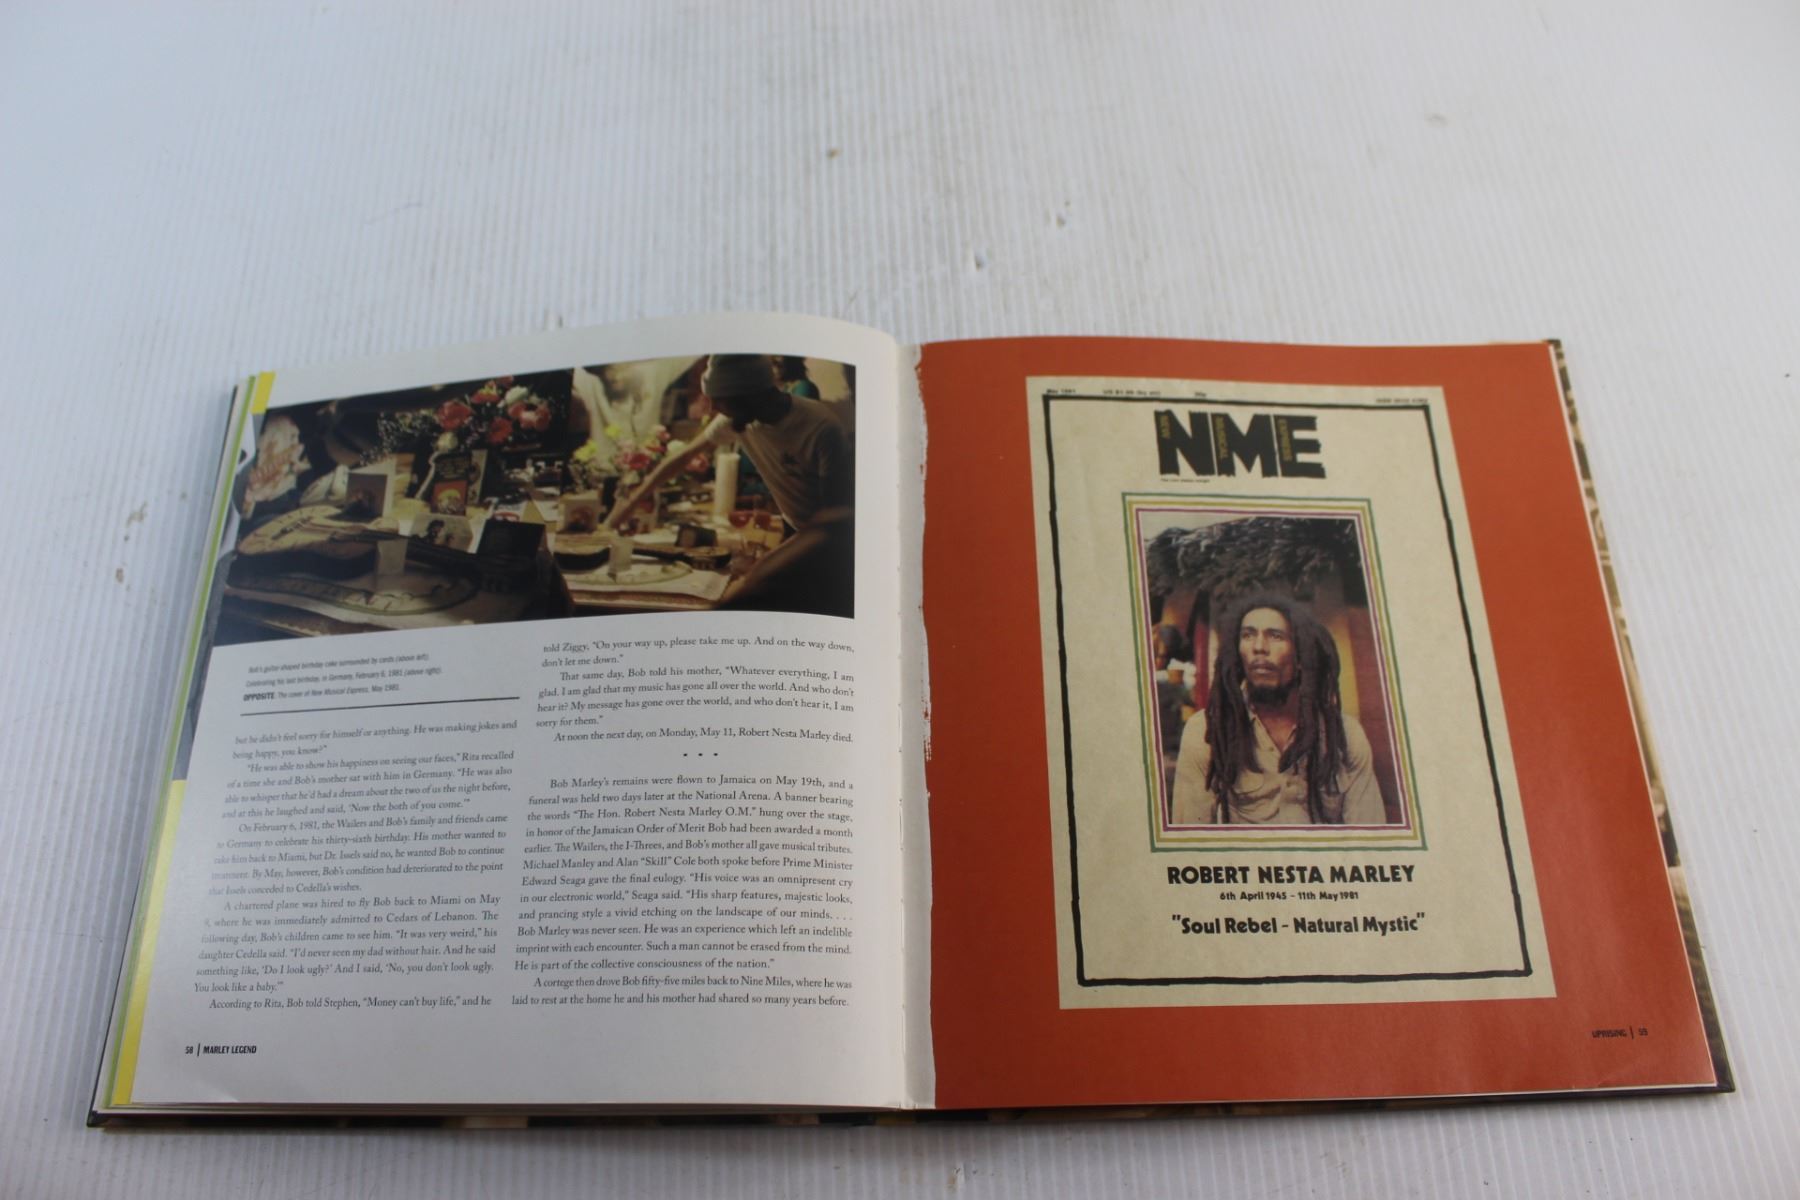 Bob's guitar-shaped birthday cake surrounded by cards (above left).
Celebrating his last birthday, in Germany, February 6, 1981 (above right).
OPPOSITE: The cover of New Musical Express, May 1981.
but he didn't feel sorry for himself or anything. He was making jokes and
being happy, you know?"
"He was able to show his happiness on seeing our faces," Rita recalled
of a time she and Bob's mother sat with him in Germany. "He was also
able to whisper that he'd had a dream about the two of us the night before,
and at this he laughed and said, 'Now the both of you come.'"
On February 6, 1981, the Wailers and Bob's family and friends came
to Germany to celebrate his thirty-sixth birthday. His mother wanted to
take him back to Miami, but Dr. Issels said no, he wanted Bob to continue
treatment. By May, however, Bob's condition had deteriorated to the point
that Issels conceded to Cedella's wishes.
A chartered plane was hired to fly Bob back to Miami on May
9, where he was immediately admitted to Cedars of Lebanon. The
following day, Bob's children came to see him. "It was very weird," his
daughter Cedella said. "I'd never seen my dad without hair. And he said
something like, 'Do I look ugly?' And I said, 'No, you don't look ugly.
You look like a baby.'"
According to Rita, Bob told Stephen, "Money can't buy life," and he
told Ziggy, "On your way up, please take me up. And on the way down,
don't let me down."
That same day, Bob told his mother, "Whatever everything, I am
glad. I am glad that my music has gone all over the world. And who don't
hear it? My message has gone over the world, and who don't hear it, I am
sorry for them."
At noon the next day, on Monday, May 11, Robert Nesta Marley died.
• • •
Bob Marley's remains were flown to Jamaica on May 19th, and a
funeral was held two days later at the National Arena. A banner bearing
the words "The Hon. Robert Nesta Marley O.M." hung over the stage,
in honor of the Jamaican Order of Merit Bob had been awarded a month
earlier. The Wailers, the I-Threes, and Bob's mother all gave musical tributes.
Michael Manley and Alan "Skill" Cole both spoke before Prime Minister
Edward Seaga gave the final eulogy. "His voice was an omnipresent cry
in our electronic world," Seaga said. "His sharp features, majestic looks,
and prancing style a vivid etching on the landscape of our minds. . . .
Bob Marley was never seen. He was an experience which left an indelible
imprint with each encounter. Such a man cannot be erased from the mind.
He is part of the collective consciousness of the nation."
A cortege then drove Bob fifty-five miles back to Nine Miles, where he was
laid to rest at the home he and his mother had shared so many years before.
58 | MARLEY LEGEND
May 1981
NME
NEW MUSICAL EXPRESS
ROBERT NESTA MARLEY
6th April 1945 - 11th May 1981
"Soul Rebel - Natural Mystic"
UPRISING | 59